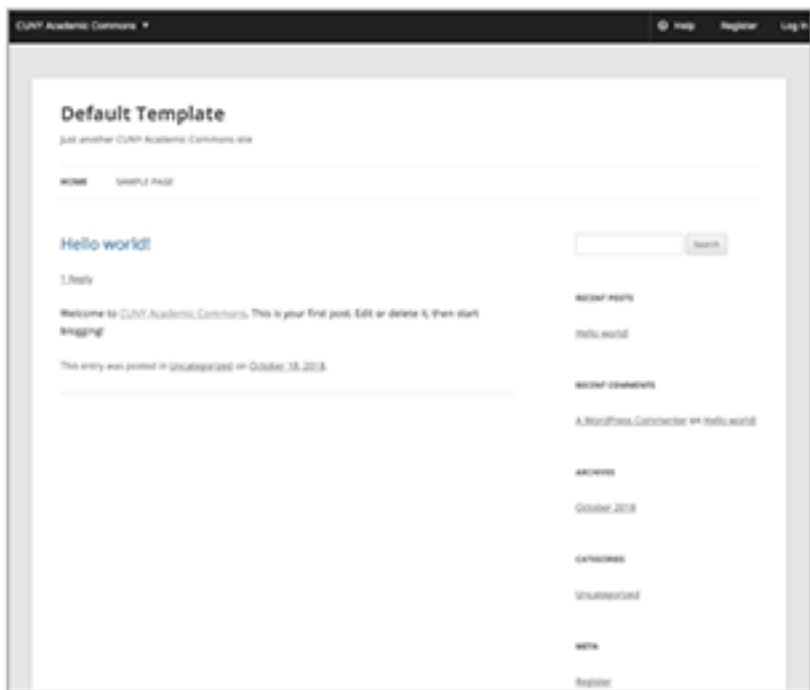 CUNY Academic Commons
Help Register Log In
Default Template
Just another CUNY Academic Commons site
HOME SAMPLE PAGE
Hello world!
1 Reply
Welcome to CUNY Academic Commons. This is your first post. Edit or delete it, then start
blogging!
This entry was posted in Uncategorized on October 18, 2018.
Search
RECENT POSTS
Hello world!
RECENT COMMENTS
A WordPress Commenter on Hello world!
ARCHIVES
October 2018
CATEGORIES
Uncategorized
META
Register